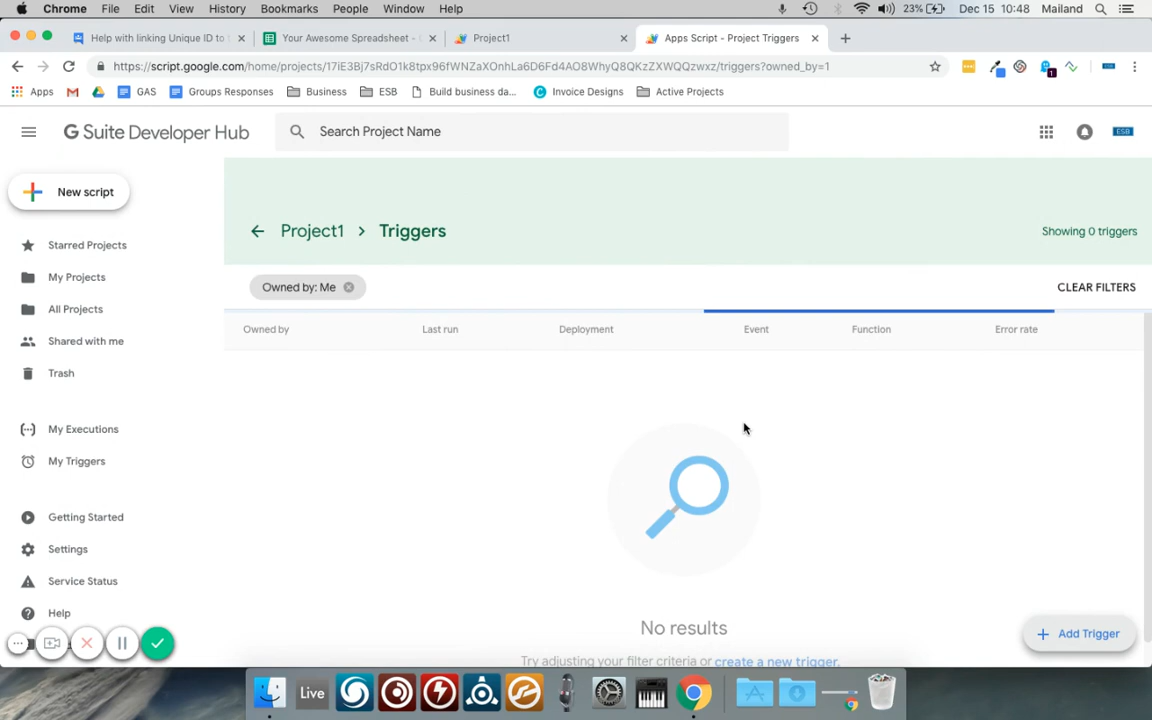 Chrome File Edit View History Bookmarks People Window Help 23% Dec 15 10:48 Mailand
Help with linking Unique ID to Your Awesome Spreadsheet - Project1 Apps Script - Project Triggers
https://script.google.com/home/projects/17iE3Bj7sRdO1k8tpx96fWNZaXOnhLa6D6Fd4AO8WhyQ8QKzZXWQQzwxz/triggers?owned_by=1
Apps GAS Groups Responses Business ESB Build business da... Invoice Designs Active Projects
G Suite Developer Hub Search Project Name ESB
New script
Project1 > Triggers Showing 0 triggers
Starred Projects
My Projects
All Projects
Shared with me
Trash
My Executions
My Triggers
Getting Started
Settings
Service Status
Help
Owned by: Me CLEAR FILTERS
Owned by Last run Deployment Event Function Error rate
No results
Try adjusting your filter criteria or create a new trigger.
Add Trigger
Live